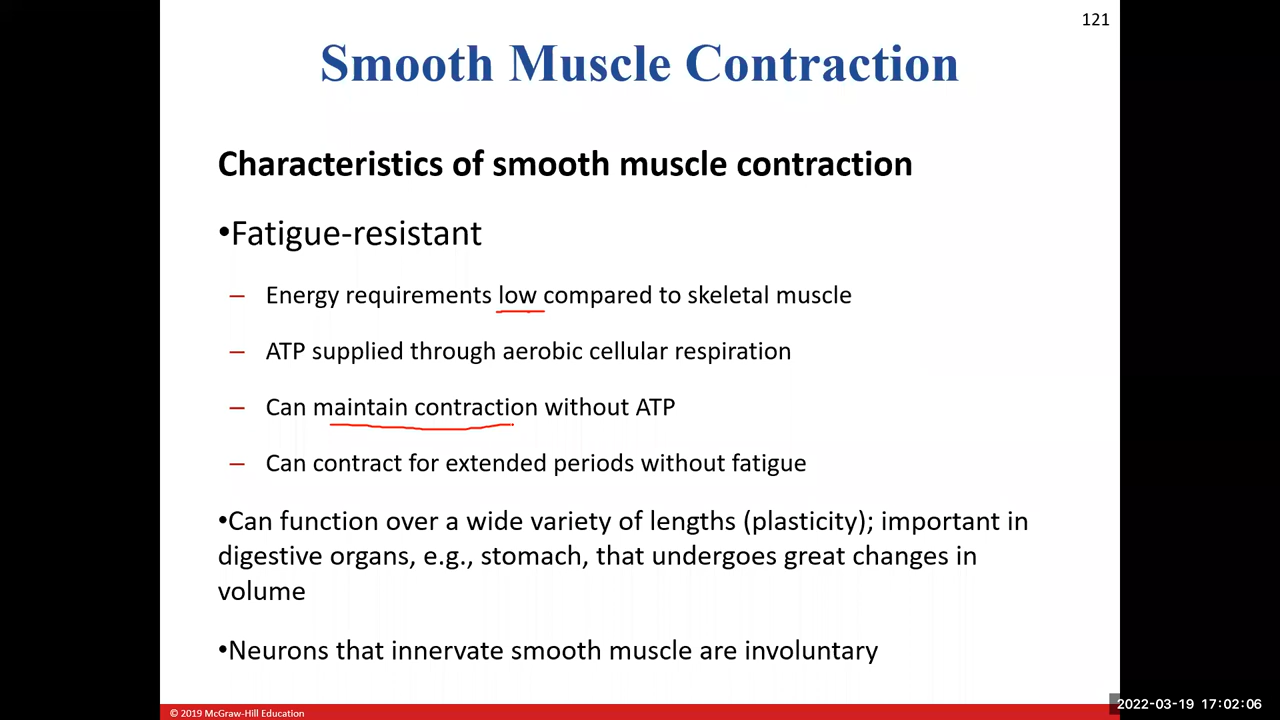 121
Smooth Muscle Contraction
Characteristics of smooth muscle contraction
•Fatigue-resistant
– Energy requirements low compared to skeletal muscle
– ATP supplied through aerobic cellular respiration
– Can maintain contraction without ATP
– Can contract for extended periods without fatigue
•Can function over a wide variety of lengths (plasticity); important in
digestive organs, e.g., stomach, that undergoes great changes in
volume
•Neurons that innervate smooth muscle are involuntary
© 2019 McGraw-Hill Education
2022-03-19 17:02:06